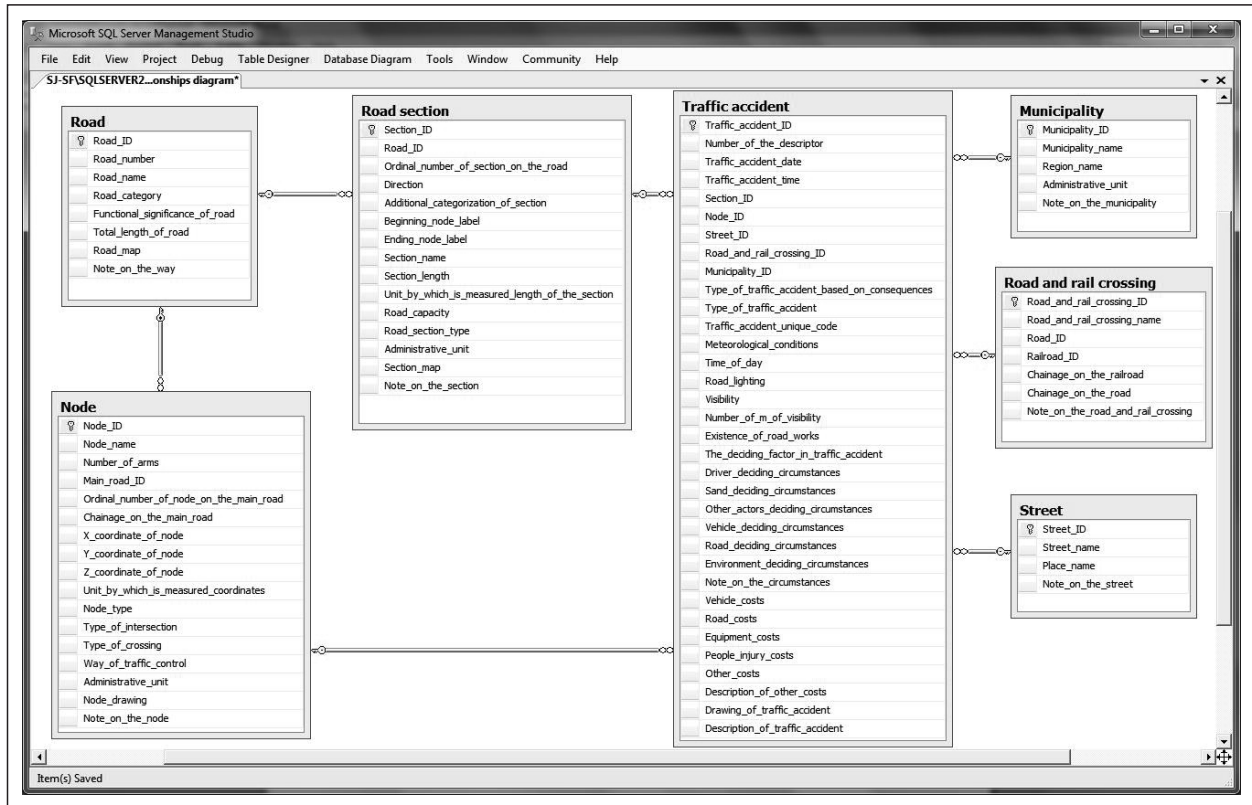 Microsoft SQL Server Management Studio
File Edit View Project Debug Table Designer Database Diagram Tools Window Community Help
SJ-SF\SQLSERVER2...onships diagram*
Road
Road_ID
Road_number
Road_name
Road_category
Functional_significance_of_road
Total_length_of_road
Road_map
Note_on_the_way
Road section
Section_ID
Road_ID
Ordinal_number_of_section_on_the_road
Direction
Additional_categorization_of_section
Beginning_node_label
Ending_node_label
Section_name
Section_length
Unit_by_which_is_measured_length_of_the_section
Road_capacity
Road_section_type
Administrative_unit
Section_map
Note_on_the_section
Traffic accident
Traffic_accident_ID
Number_of_the_descriptor
Traffic_accident_date
Traffic_accident_time
Section_ID
Node_ID
Street_ID
Road_and_rail_crossing_ID
Municipality_ID
Type_of_traffic_accident_based_on_consequences
Type_of_traffic_accident
Traffic_accident_unique_code
Meteorological_conditions
Time_of_day
Road_lighting
Visibility
Number_of_m_of_visibility
Existence_of_road_works
The_deciding_factor_in_traffic_accident
Driver_deciding_circumstances
Sand_deciding_circumstances
Other_actors_deciding_circumstances
Vehicle_deciding_circumstances
Road_deciding_circumstances
Environment_deciding_circumstances
Note_on_the_circumstances
Vehicle_costs
Road_costs
Equipment_costs
People_injury_costs
Other_costs
Description_of_other_costs
Drawing_of_traffic_accident
Description_of_traffic_accident
Municipality
Municipality_ID
Municipality_name
Region_name
Administrative_unit
Note_on_the_municipality
Road and rail crossing
Road_and_rail_crossing_ID
Road_and_rail_crossing_name
Road_ID
Railroad_ID
Chainage_on_the_railroad
Chainage_on_the_road
Note_on_the_road_and_rail_crossing
Street
Street_ID
Street_name
Place_name
Note_on_the_street
Node
Node_ID
Node_name
Number_of_arms
Main_road_ID
Ordinal_number_of_node_on_the_main_road
Chainage_on_the_main_road
X_coordinate_of_node
Y_coordinate_of_node
Z_coordinate_of_node
Unit_by_which_is_measured_coordinates
Node_type
Type_of_intersection
Type_of_crossing
Way_of_traffic_control
Administrative_unit
Node_drawing
Note_on_the_node
Item(s) Saved